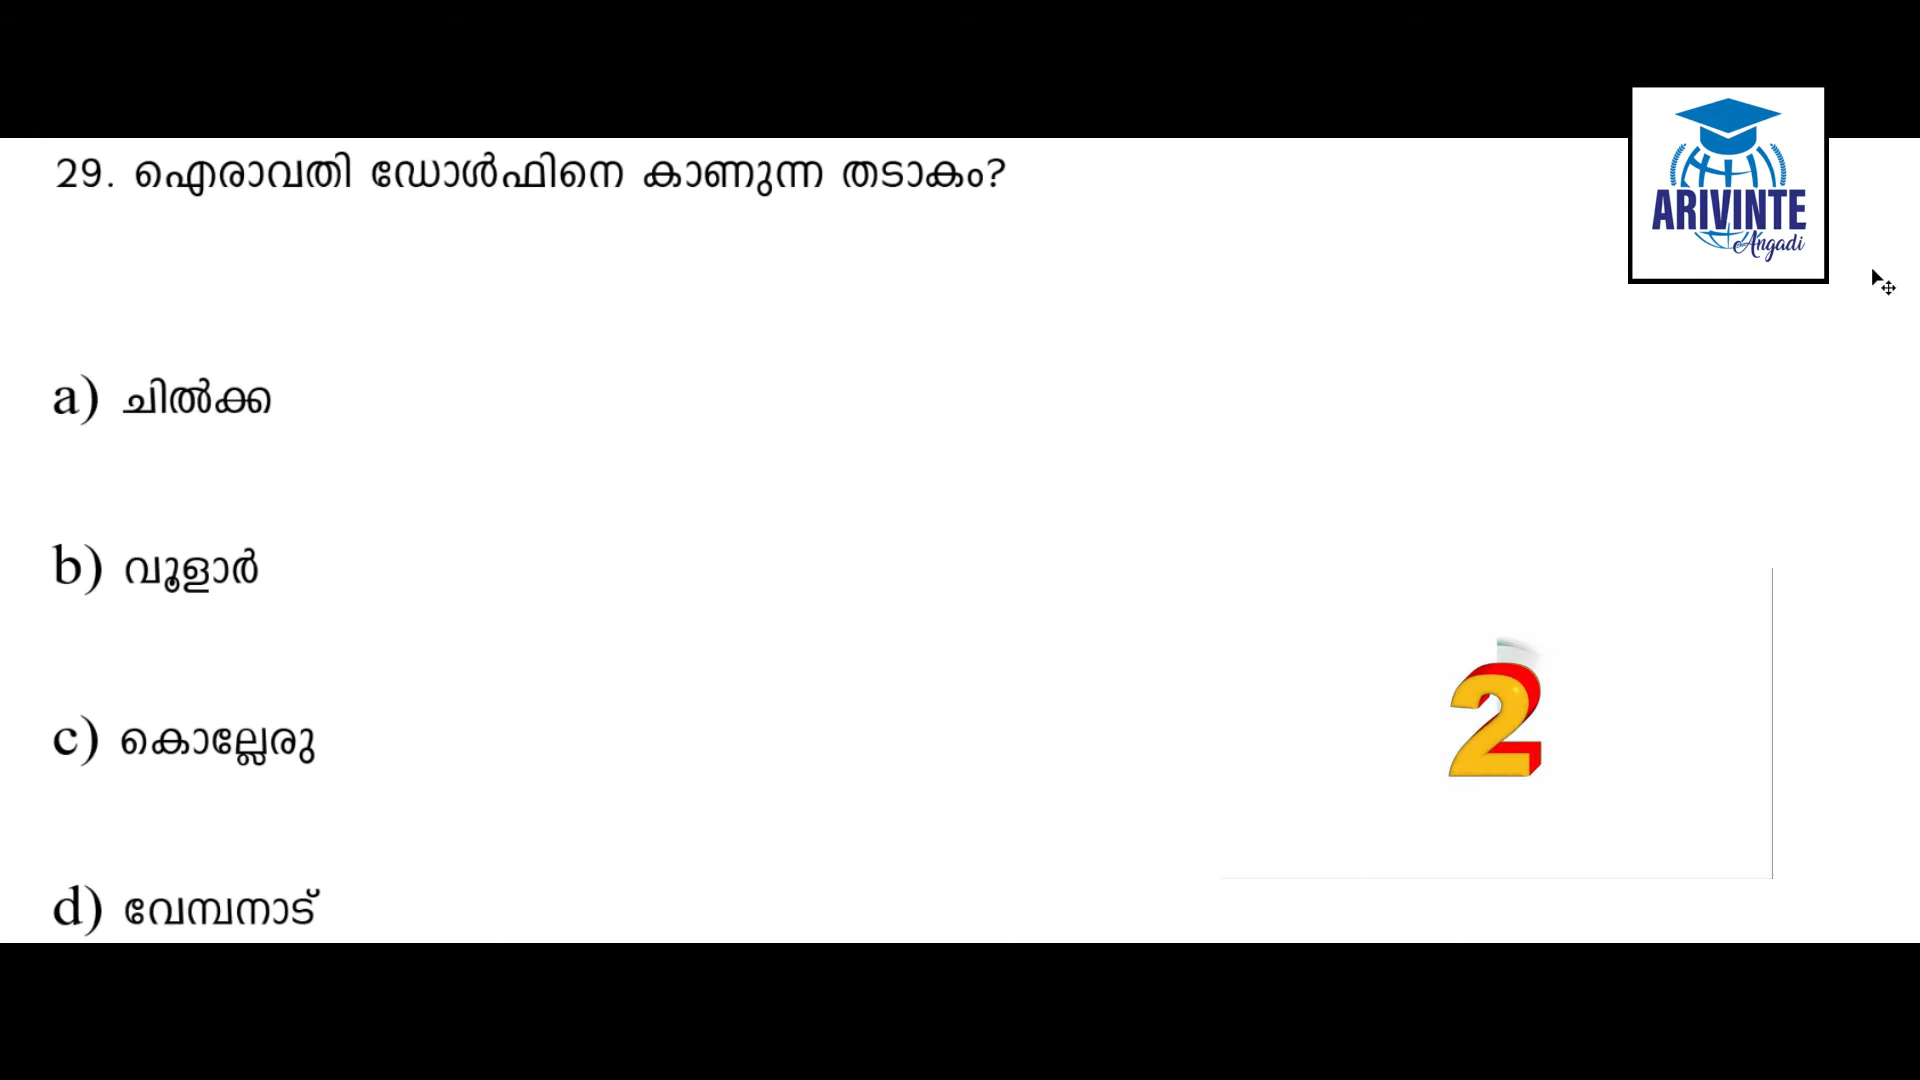 29. ഐരാവതി ഡോൾഫിനെ കാണുന്ന തടാകം?
ARIVINTE
Angadi
a) ചിൽക്ക
b) വൂളാർ
2
c) കൊല്ലേരു
d) വേമ്പനാട്